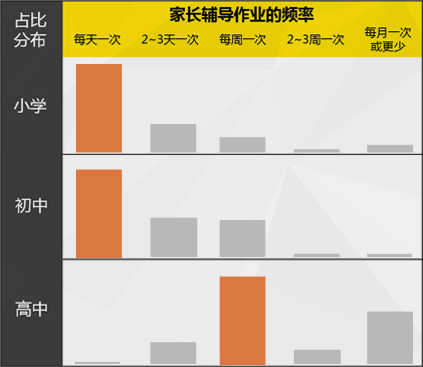 占比
分布
家长辅导作业的频率
每天一次
2~3天一次
每周一次
2~3周一次
每月一次
或更少
小学
初中
高中